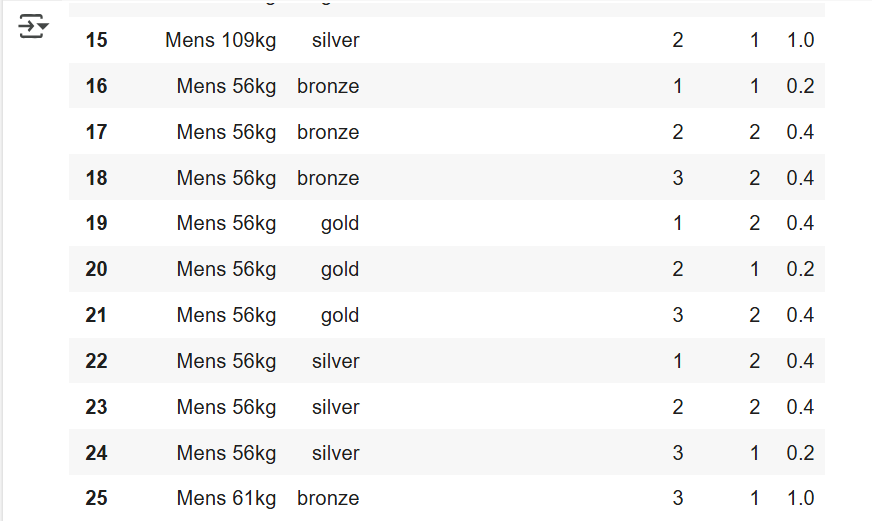 15 Mens 109kg silver 2 1 1.0
16 Mens 56kg bronze 1 1 0.2
17 Mens 56kg bronze 2 2 0.4
18 Mens 56kg bronze 3 2 0.4
19 Mens 56kg gold 1 2 0.4
20 Mens 56kg gold 2 1 0.2
21 Mens 56kg gold 3 2 0.4
22 Mens 56kg silver 1 2 0.4
23 Mens 56kg silver 2 2 0.4
24 Mens 56kg silver 3 1 0.2
25 Mens 61kg bronze 3 1 1.0